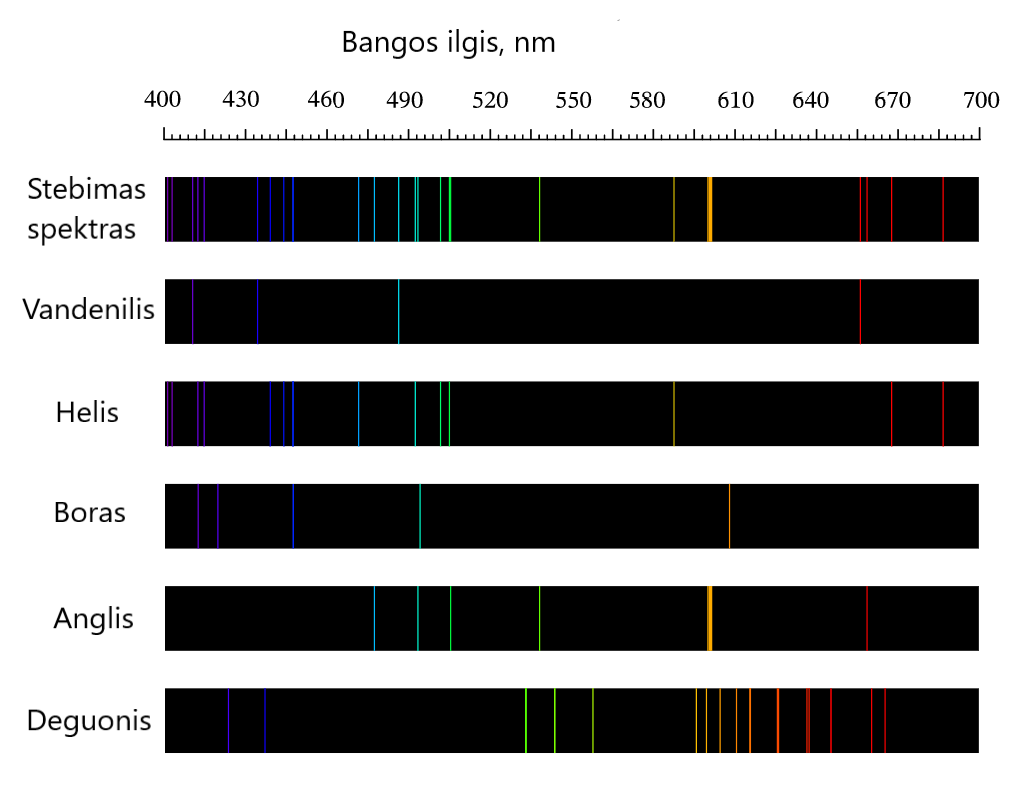 Bangos ilgis, nm
400 430 460 490 520 550 580 610 640 670 700
Stebimas
spektras
Vandenilis
Helis
Boras
Anglis
Deguonis